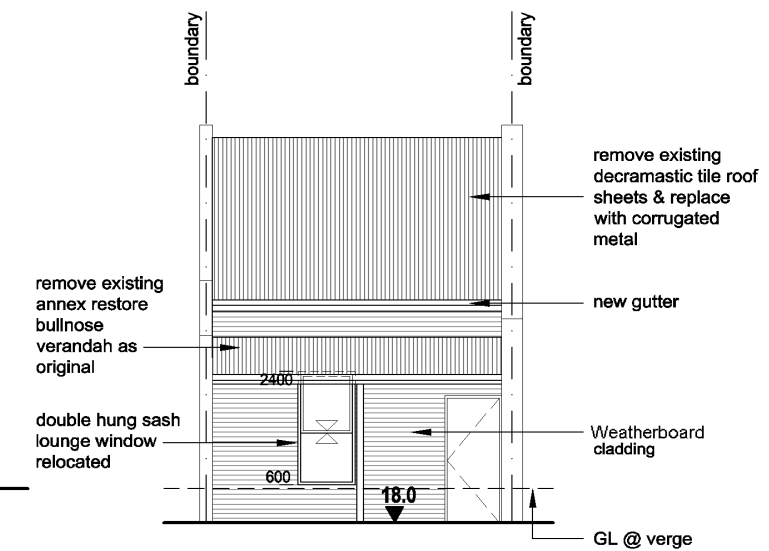 boundary
boundary
remove existing
decramastic tile roof
sheets & replace
with corrugated
metal
remove existing
annex restore
bullnose
verandah as
original
new gutter
2400
double hung sash
lounge window
relocated
Weatherboard
cladding
600
18.0
GL @ verge